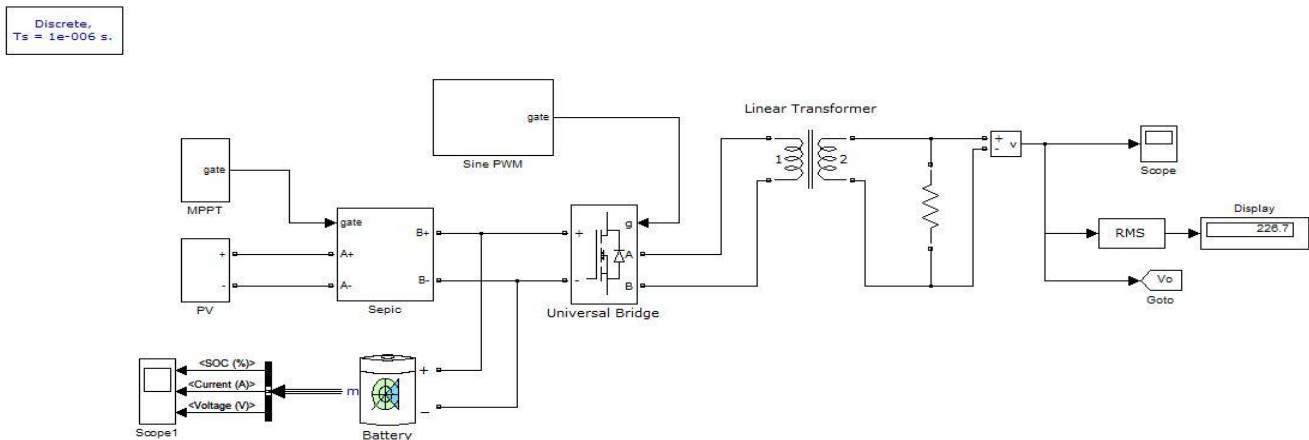 Discrete,
Ts = 1e-006 s.
gate
Sine PWM
Linear Transformer
1
2
+
-
v
Scope
gate
MPPT
Display
226.7
RMS
Vo
Goto
gate
A+
A-
B+
B-
Sepic
+
-
PV
+
-
g
A
B
Universal Bridge
<SOC (%)>
<Current (A)>
<Voltage (V)>
Scope1
m
+
–
Battery